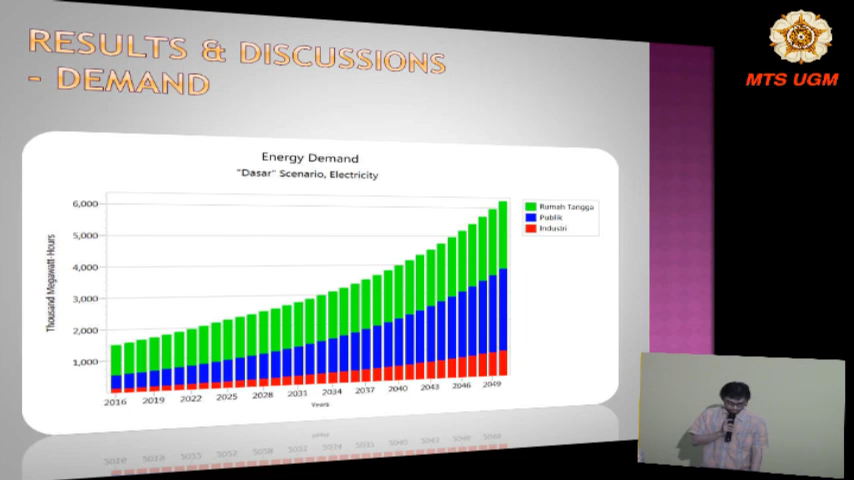 RESULTS & DISCUSSIONS
- DEMAND
MTS UGM
Energy Demand
"Dasar" Scenario, Electricity
Rumah Tangga
Publik
Industri
6,000
5,000
4,000
3,000
2,000
1,000
Thousand Megawatt-Hours
2016 2019 2022 2025 2028 2031 2034 2037 2040 2043 2046 2049
Years